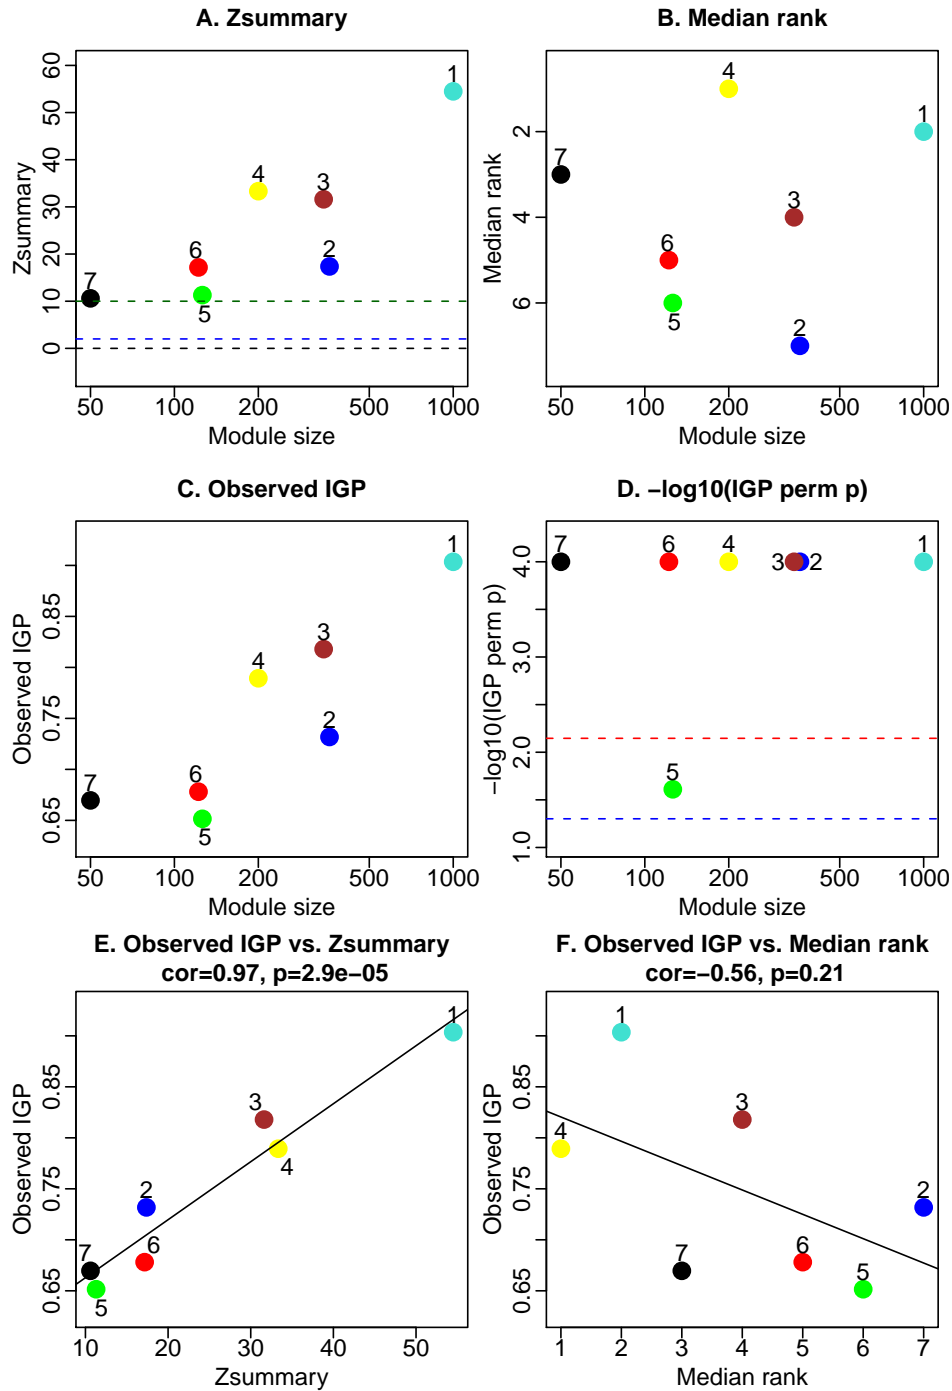 A. Zsummary
Zsummary
0 10 20 30 40 50 60
1
4
3
2
6
7
5
50 100 200 500 1000
Module size
B. Median rank
Median rank
6 4 2
4
1
7
3
6
5
2
50 100 200 500 1000
Module size
C. Observed IGP
Observed IGP
0.65 0.75 0.85
1
3
4
2
6
7
5
50 100 200 500 1000
Module size
D. −log10(IGP perm p)
−log10(IGP perm p)
1.0 2.0 3.0 4.0
7 6 4 3 2 1
5
50 100 200 500 1000
Module size
E. Observed IGP vs. Zsummary
cor=0.97, p=2.9e−05
Observed IGP
0.65 0.75 0.85
1
3
4
2
6
7
5
10 20 30 40 50
Zsummary
F. Observed IGP vs. Median rank
cor=−0.56, p=0.21
Observed IGP
0.65 0.75 0.85
1
3
4
2
6
7
5
1 2 3 4 5 6 7
Median rank